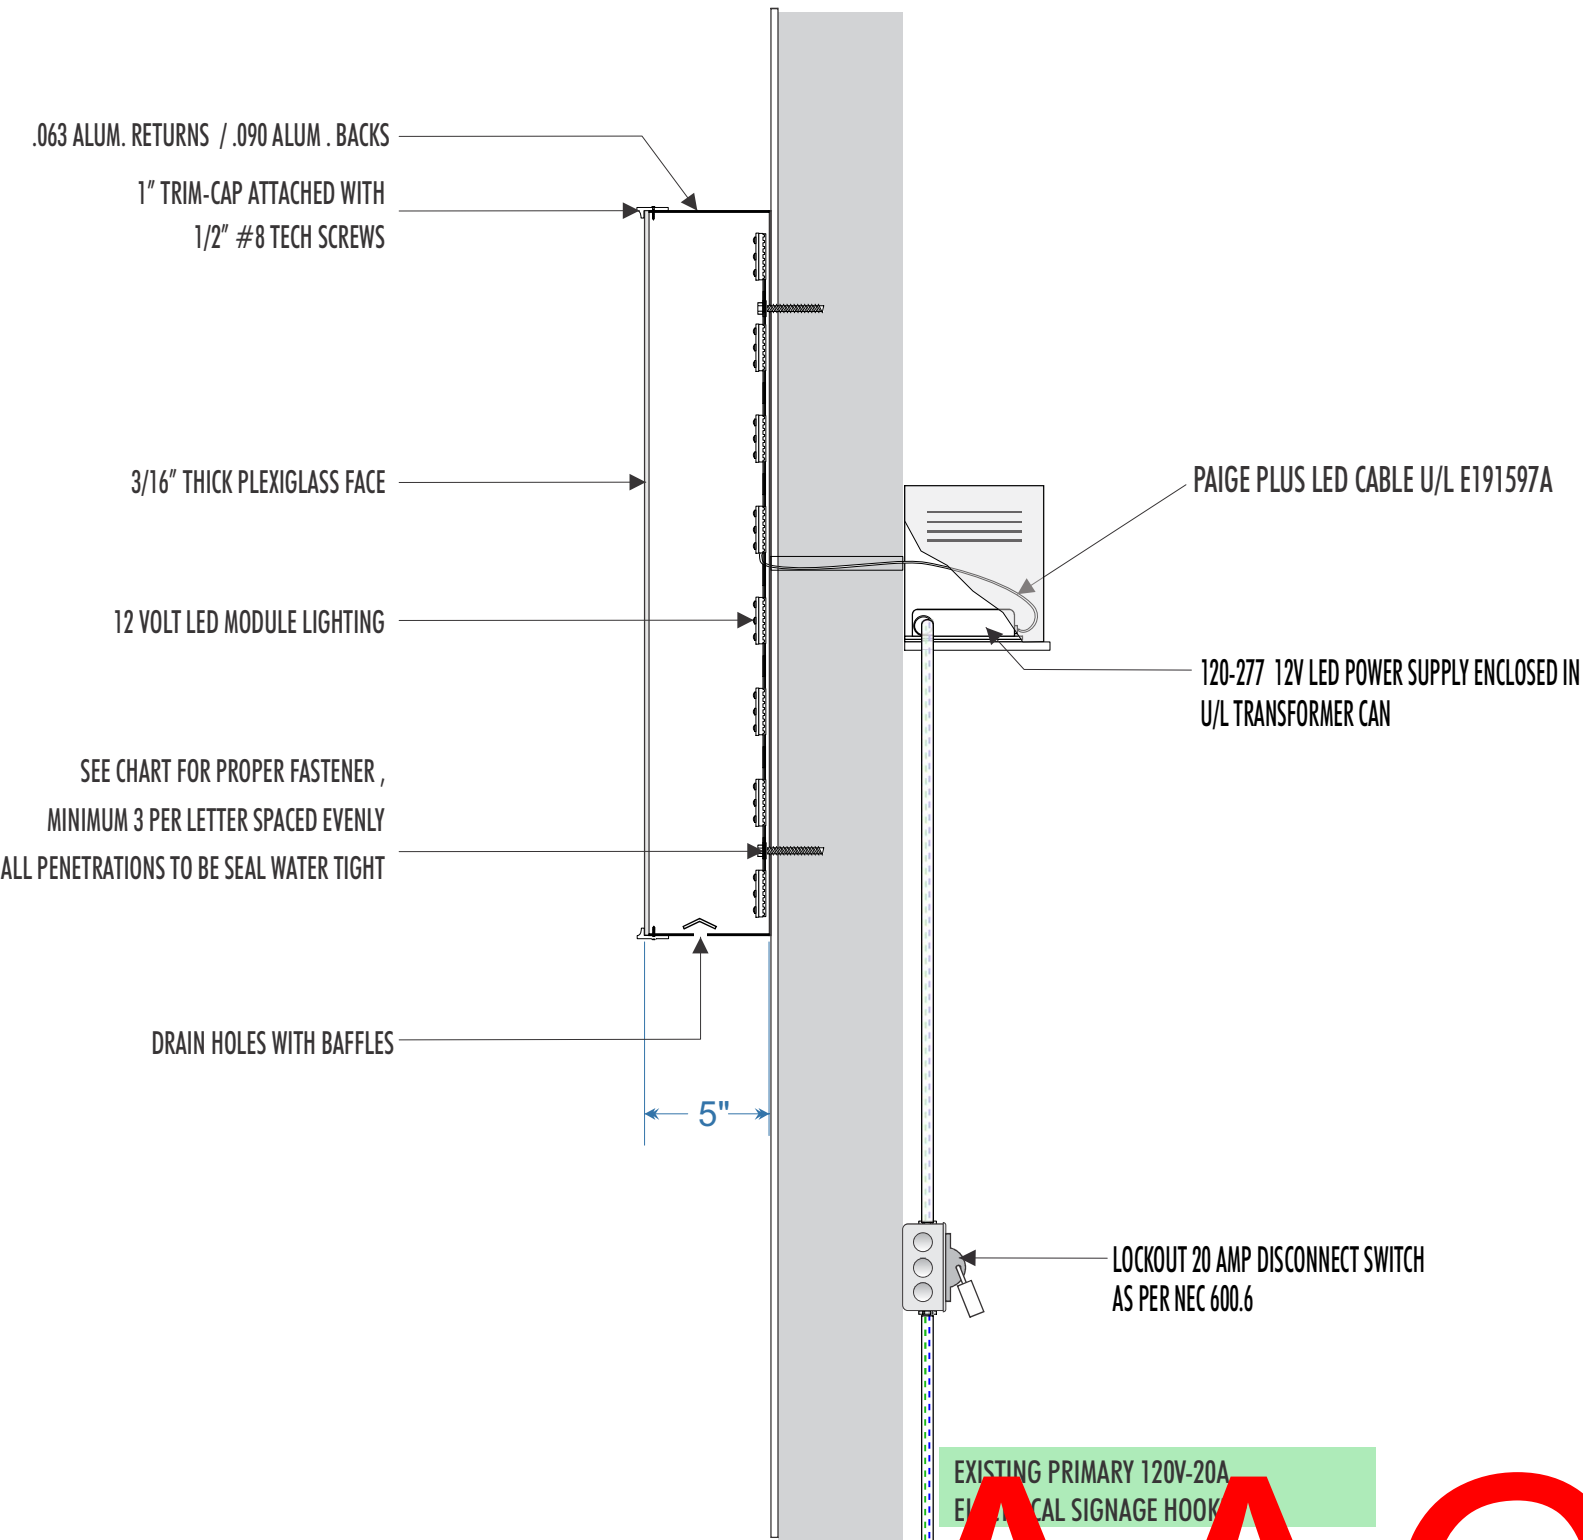 .063 ALUM. RETURNS / .090 ALUM . BACKS
1" TRIM-CAP ATTACHED WITH
1/2" #8 TECH SCREWS
3/16" THICK PLEXIGLASS FACE
PAIGE PLUS LED CABLE U/L E191597A
12 VOLT LED MODULE LIGHTING
120-277 12V LED POWER SUPPLY ENCLOSED IN
U/L TRANSFORMER CAN
SEE CHART FOR PROPER FASTENER ,
MINIMUM 3 PER LETTER SPACED EVENLY
ALL PENETRATIONS TO BE SEAL WATER TIGHT
DRAIN HOLES WITH BAFFLES
5"
LOCKOUT 20 AMP DISCONNECT SWITCH
AS PER NEC 600.6
EXISTING PRIMARY 120V-20A
SIGNAGE